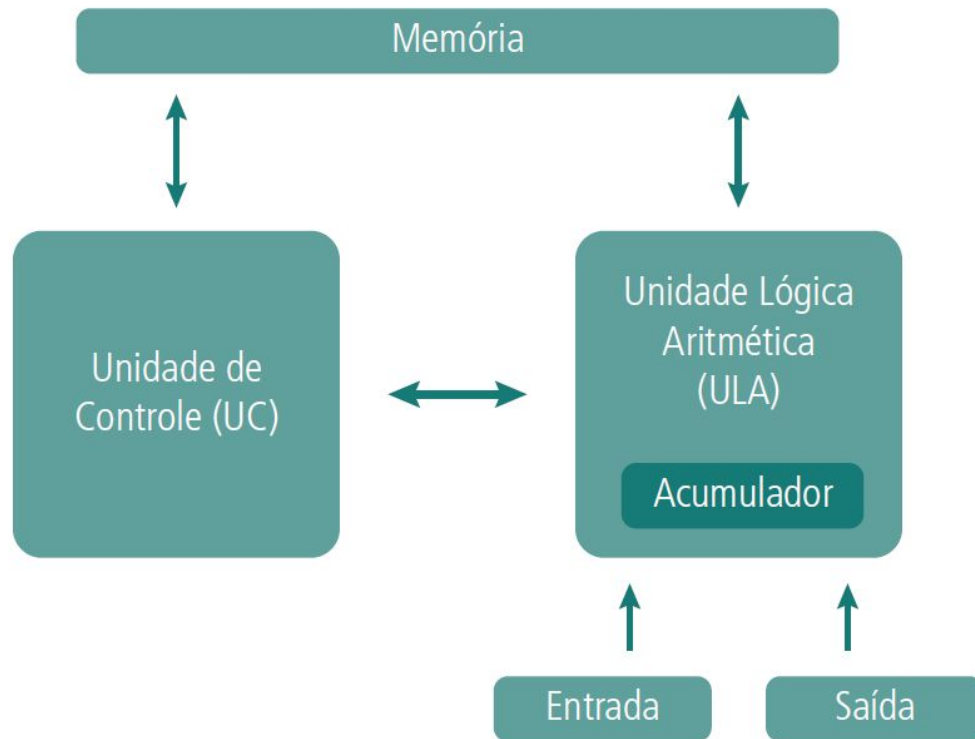 Memória
Unidade de
Controle (UC)
Unidade Lógica
Aritmética
(ULA)
Acumulador
Entrada
Saída